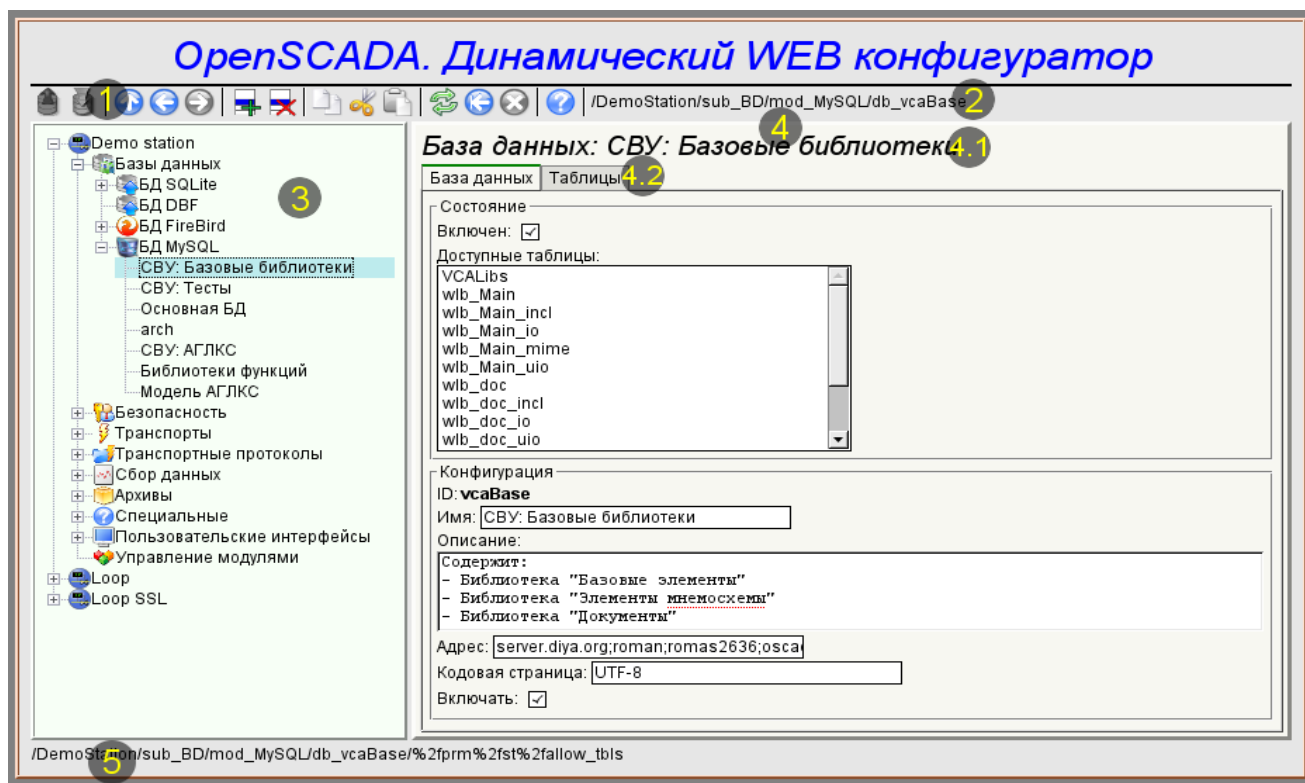 OpenSCADA. Динамический WEB конфигуратор
1
/DemoStation/sub_BD/mod_MySQL/db_vcaBase
2
Demo station
Базы данных
БД SQLite
БД DBF
БД FireBird
БД MySQL
СВУ: Базовые библиотеки
СВУ: Тесты
Основная БД
arch
СВУ: АГЛКС
Библиотеки функций
Модель АГЛКС
Безопасность
Транспорты
Транспортные протоколы
Сбор данных
Архивы
Специальные
Пользовательские интерфейсы
Управление модулями
Loop
Loop SSL
3
4
База данных: СВУ: Базовые библиотеки
4.1
База данных Таблицы
4.2
Состояние
Включен:
Доступные таблицы:
VCALibs
wlb_Main
wlb_Main_incl
wlb_Main_io
wlb_Main_mime
wlb_Main_uio
wlb_doc
wlb_doc_incl
wlb_doc_io
wlb_doc_uio
Конфигурация
ID: vcaBase
Имя: СВУ: Базовые библиотеки
Описание:
Содержит:
- Библиотека "Базовые элементы"
- Библиотека "Элементы мнемосхемы"
- Библиотека "Документы"
Адрес: server.diya.org;roman;romas2636;osca
Кодовая страница: UTF-8
Включать:
/DemoStation/sub_BD/mod_MySQL/db_vcaBase/%2fprm%2fst%2fallow_tbls
5